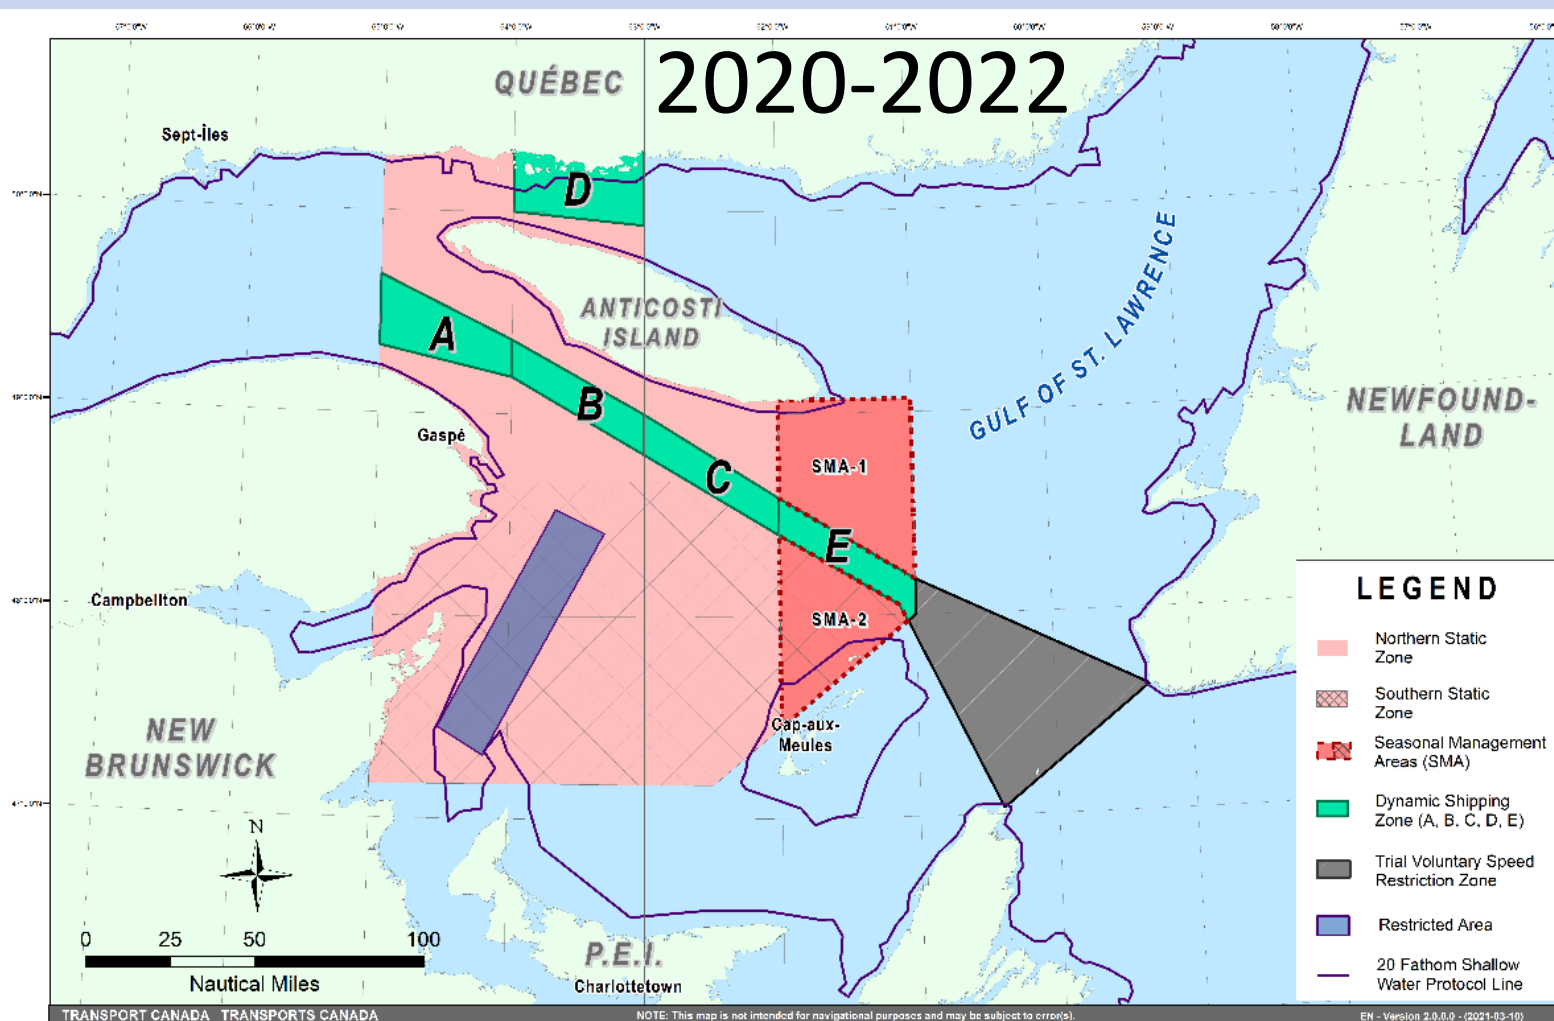 2020-2022
QUÉBEC
Sept-Îles
D
ANTICOSTI
ISLAND
A
B
C
E
GULF OF ST. LAWRENCE
NEWFOUND-
LAND
Gaspé
SMA-1
SMA-2
Campbellton
Cap-aux-
Meules
NEW
BRUNSWICK
N
0 25 50 100
Nautical Miles
P.E.I.
Charlottetown
LEGEND
Northern Static
Zone
Southern Static
Zone
Seasonal Management
Areas (SMA)
Dynamic Shipping
Zone (A, B, C, D, E)
Trial Voluntary Speed
Restriction Zone
Restricted Area
20 Fathom Shallow
Water Protocol Line
TRANSPORT CANADA TRANSPORTS CANADA
NOTE: This map is not intended for navigational purposes and may be subject to error(s).
EN - Version 2.0.0.0 - (2021-03-10)